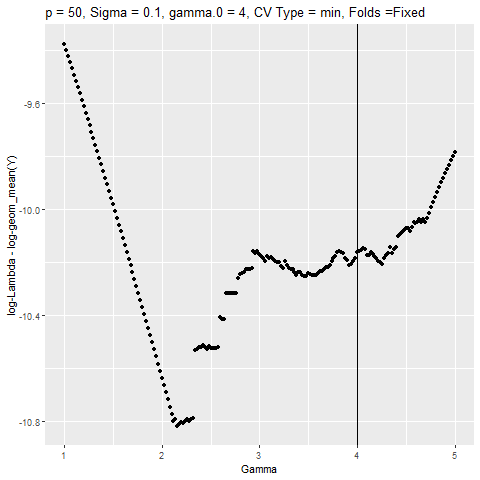 p = 50, Sigma = 0.1, gamma.0 = 4, CV Type = min, Folds =Fixed
log-Lambda - log-geom_mean(Y)
-9.6
-10.0
-10.4
-10.8
1 2 3 4 5
Gamma